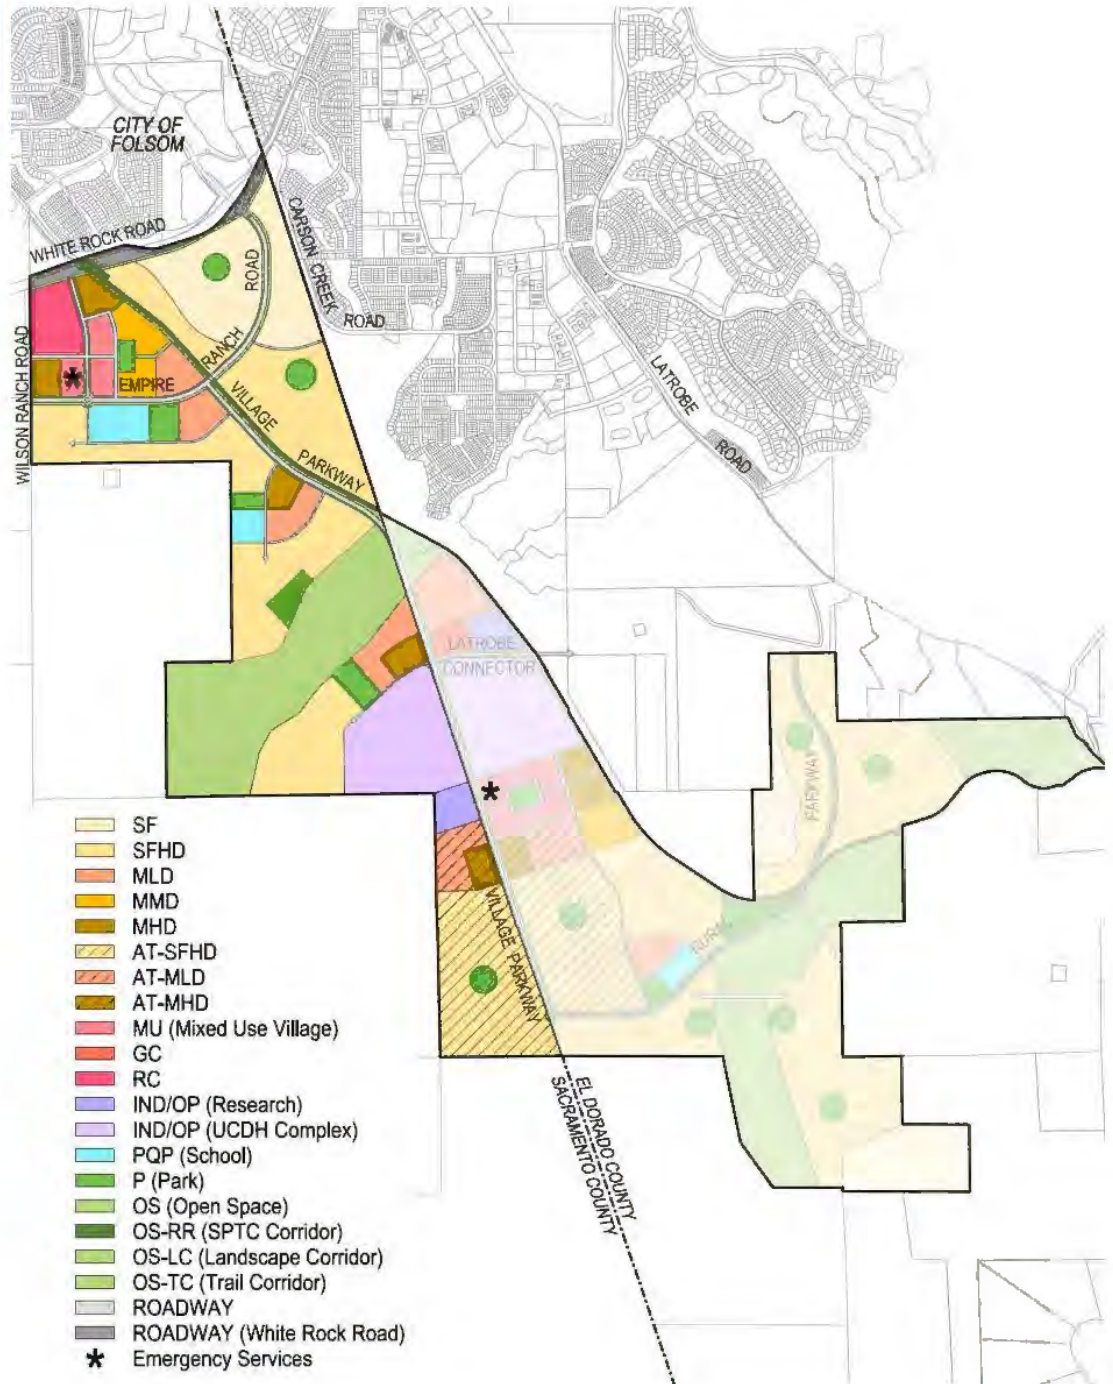 CITY OF
FOLSOM
WHITE ROCK ROAD
CARSON CREEK
ROAD
ROAD
RANCH
EMPIRE
WILSON RANCH ROAD
VILLAGE
PARKWAY
LATROBE
ROAD
LATROBE
CONNECTOR
PARKWAY
VILLAGE PARKWAY
EL DORADO COUNTY
SACRAMENTO COUNTY
SF
SFHD
MLD
MMD
MHD
AT-SFHD
AT-MLD
AT-MHD
MU (Mixed Use Village)
GC
RC
IND/OP (Research)
IND/OP (UCDH Complex)
PQP (School)
P (Park)
OS (Open Space)
OS-RR (SPTC Corridor)
OS-LC (Landscape Corridor)
OS-TC (Trail Corridor)
ROADWAY
ROADWAY (White Rock Road)
* Emergency Services